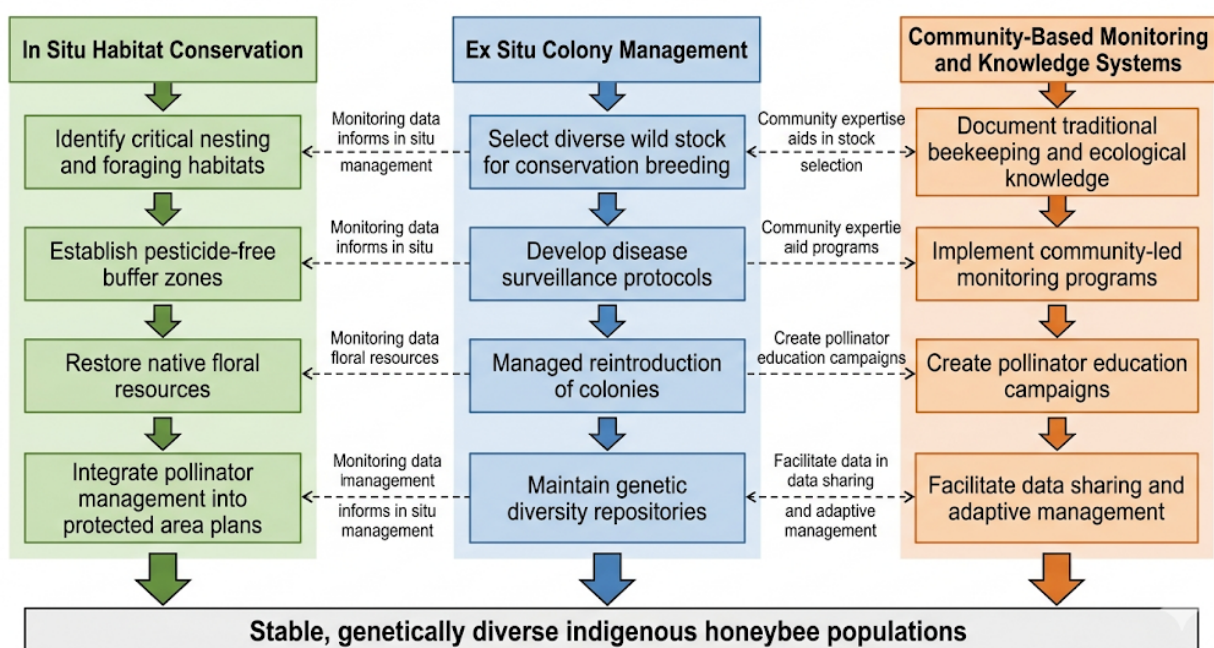 In Situ Habitat Conservation
Ex Situ Colony Management
Community-Based Monitoring
and Knowledge Systems
Identify critical nesting
and foraging habitats
Monitoring data
informs in situ
management
Select diverse wild stock
for conservation breeding
Community expertise
aids in stock
selection
Document traditional
beekeeping and ecological
knowledge
Establish pesticide-free
buffer zones
Monitoring data
informs in situ
Develop disease
surveillance protocols
Community expertie
aid programs
Implement community-led
monitoring programs
Restore native floral
resources
Monitoring data
floral resources
Managed reintroduction
of colonies
Create pollinator
education campaigns
Create pollinator education
campaigns
Integrate pollinator
management into
protected area plans
Monitoring data
management
informs in situ
management
Maintain genetic
diversity repositories
Facilitate data in
data sharing
and adaptive
management
Facilitate data sharing and
adaptive management
Stable, genetically diverse indigenous honeybee populations